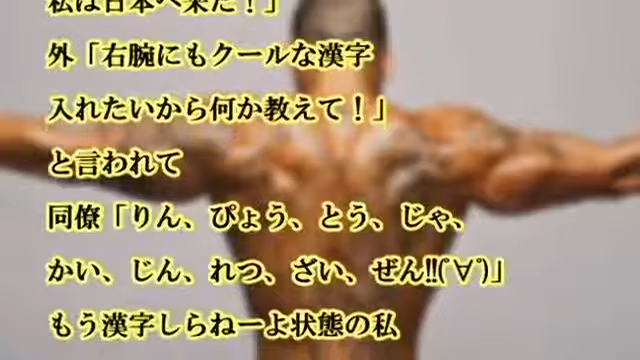 私は日本へ来た！」
外「右腕にもクールな漢字
入れたいから何か教えて！」
と言われて
同僚「りん、ぴょう、とう、じゃ、
かい、じん、れつ、ざい、ぜん!!(ﾟ∀ﾟ)」
もう漢字しらねーよ状態の私